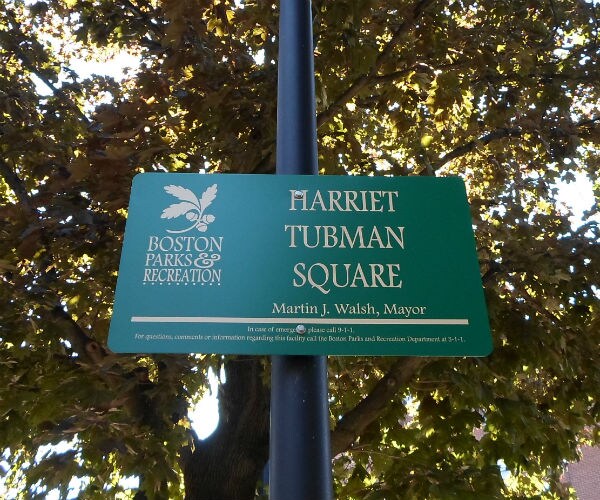 BOSTON
PARKS &
RECREATION
HARRIET
TUBMAN
SQUARE
Martin J. Walsh, Mayor
In case of emerge please call 9-1-1.
For questions, comments or information regarding this facility call the Boston Parks and Recreation Department at 3-1-1.